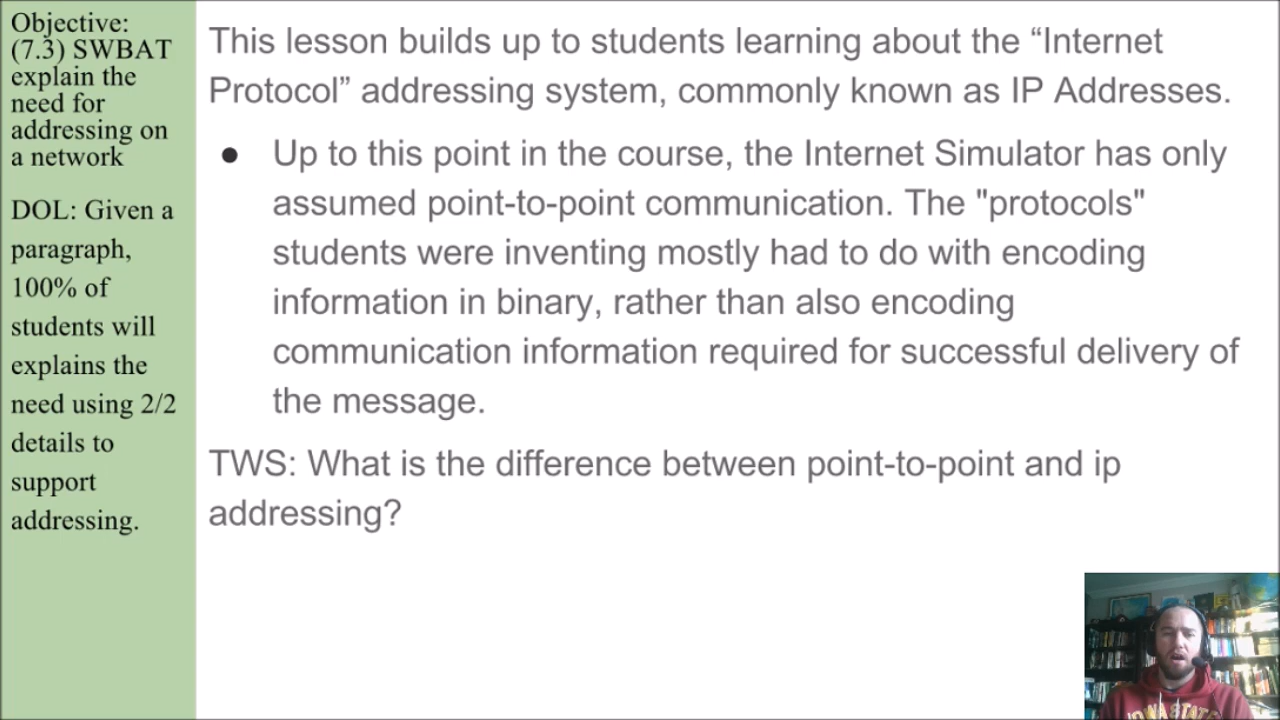 Objective:
(7.3) SWBAT
explain the
need for
addressing on
a network
DOL: Given a
paragraph,
100% of
students will
explains the
need using 2/2
details to
support
addressing.
This lesson builds up to students learning about the “Internet
Protocol” addressing system, commonly known as IP Addresses.
● Up to this point in the course, the Internet Simulator has only
assumed point-to-point communication. The "protocols"
students were inventing mostly had to do with encoding
information in binary, rather than also encoding
communication information required for successful delivery of
the message.
TWS: What is the difference between point-to-point and ip
addressing?